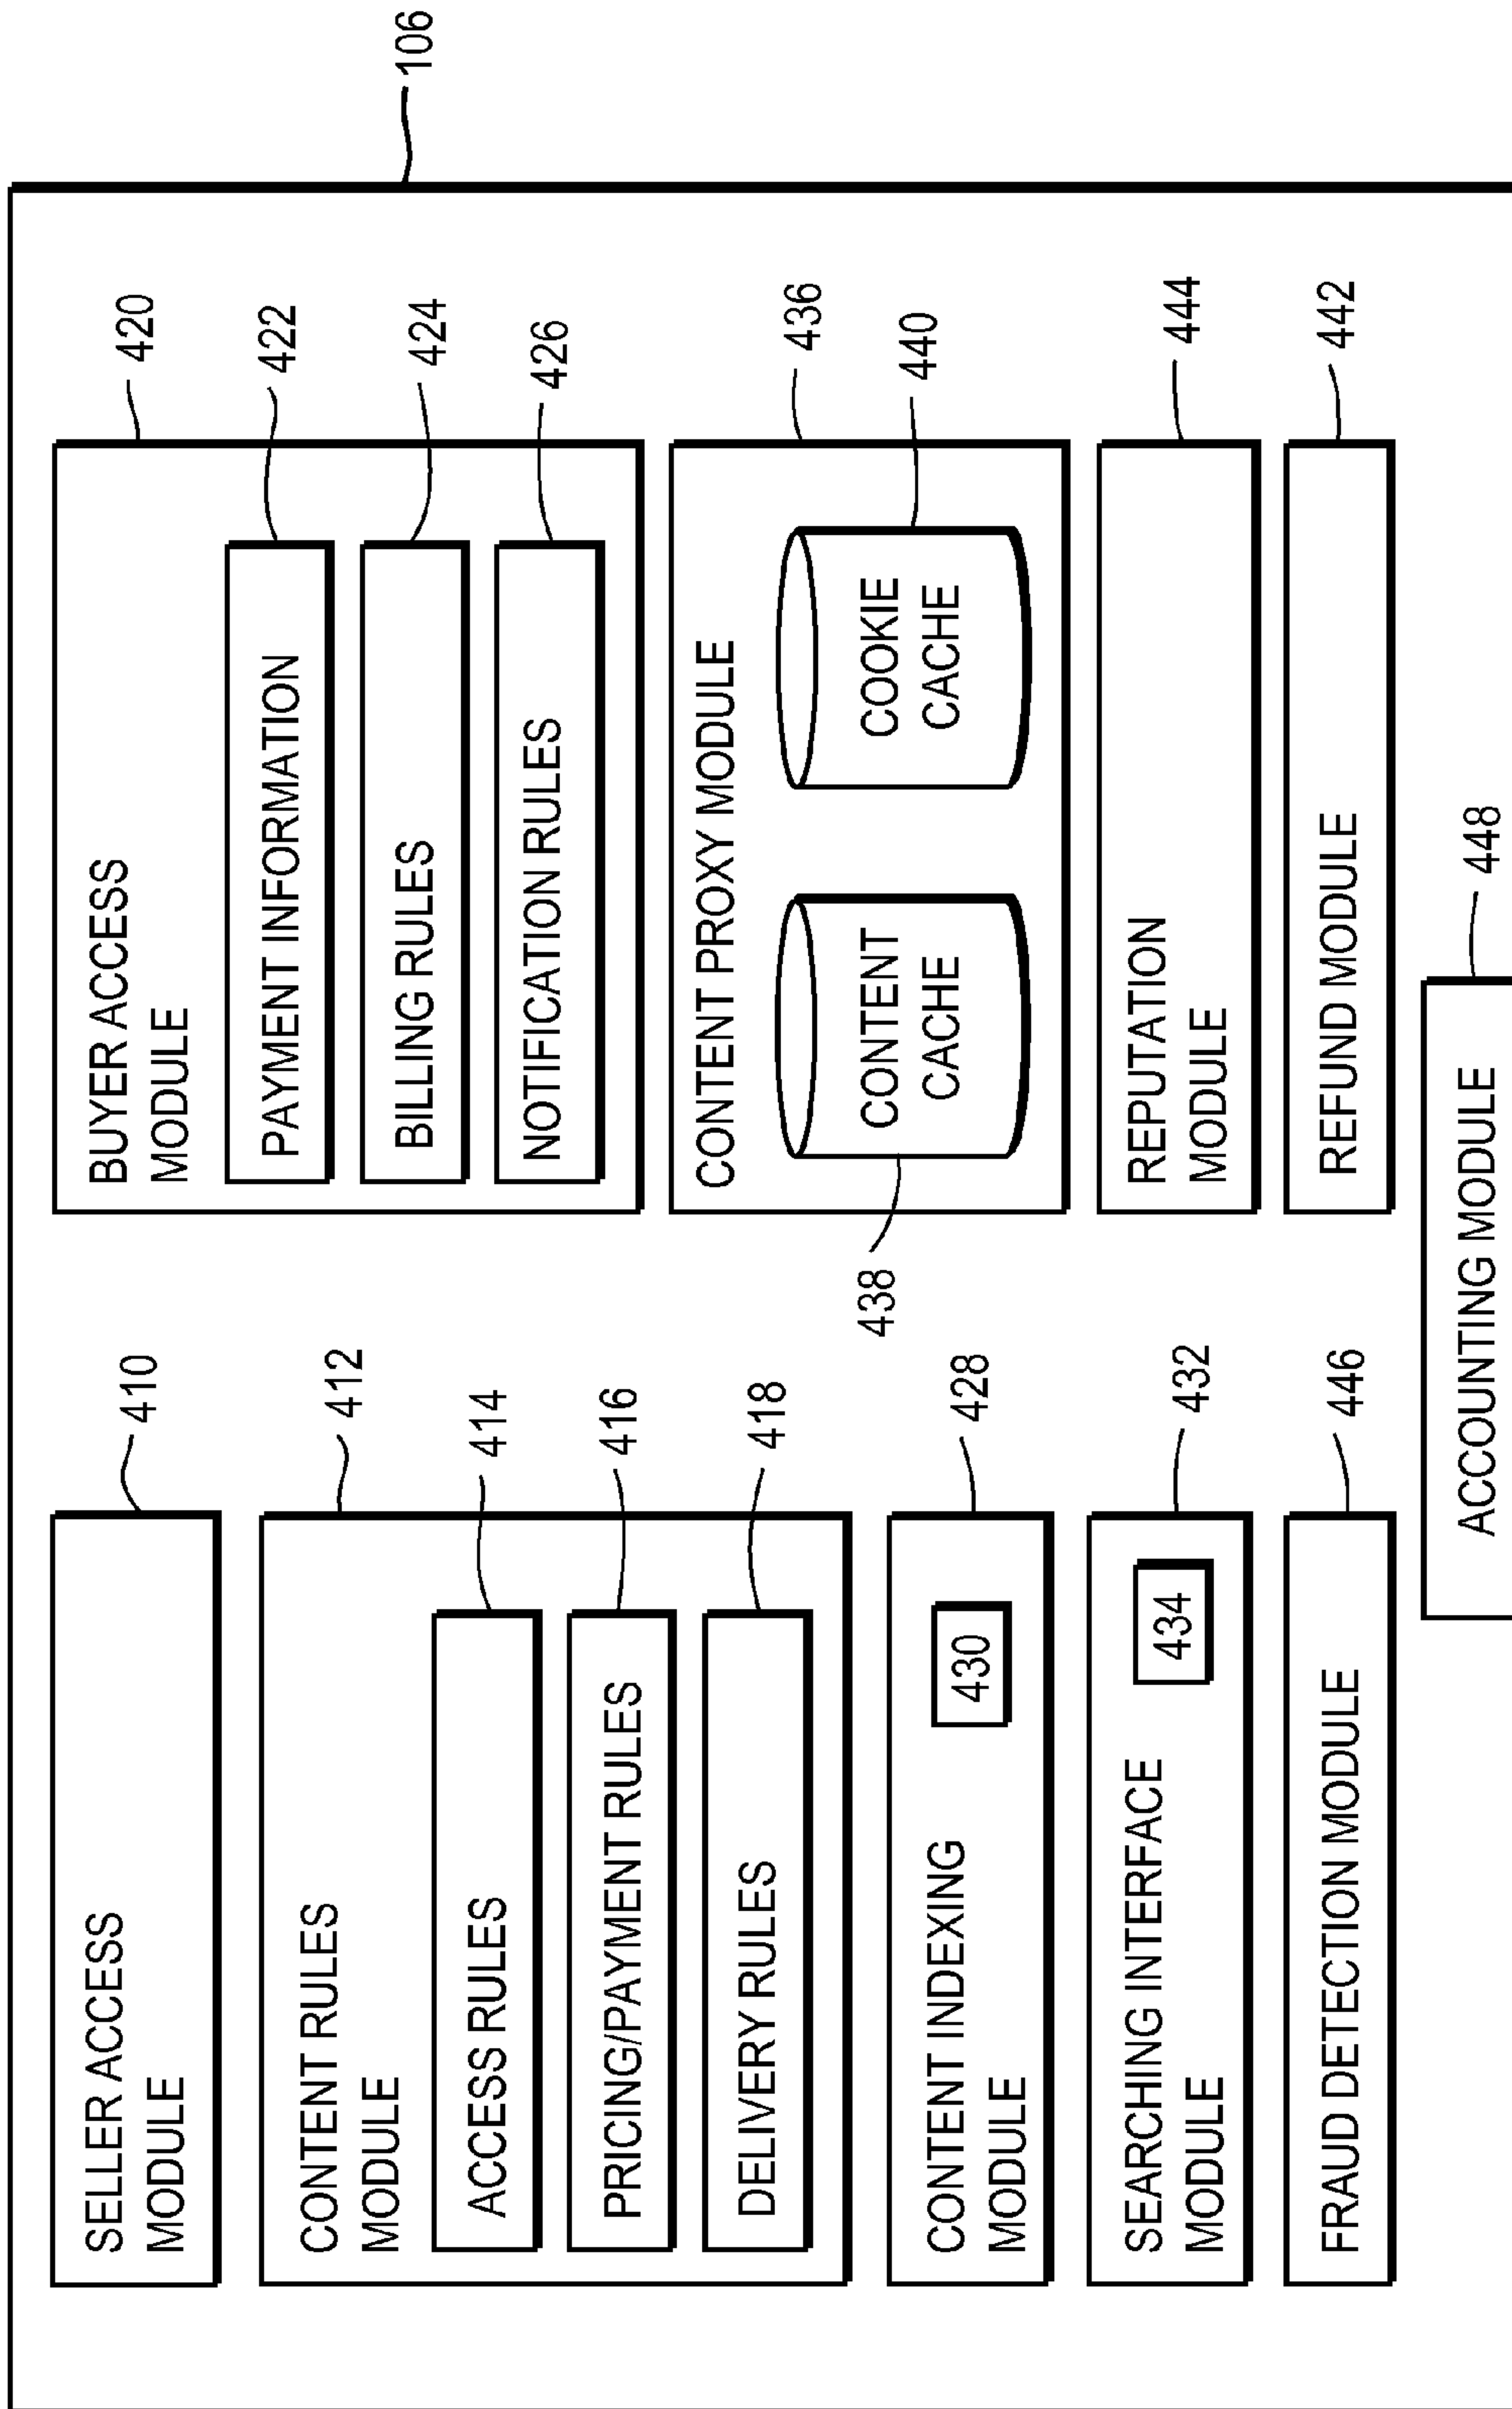 106
SELLER ACCESS
MODULE
410
CONTENT RULES
MODULE
412
ACCESS RULES
414
PRICING/PAYMENT RULES
416
DELIVERY RULES
418
CONTENT INDEXING
MODULE
430
428
SEARCHING INTERFACE
MODULE
434
432
FRAUD DETECTION MODULE
446
BUYER ACCESS
MODULE
420
PAYMENT INFORMATION
422
BILLING RULES
424
NOTIFICATION RULES
426
CONTENT PROXY MODULE
436
CONTENT
CACHE
438
COOKIE
CACHE
440
REPUTATION
MODULE
444
REFUND MODULE
442
ACCOUNTING MODULE
448